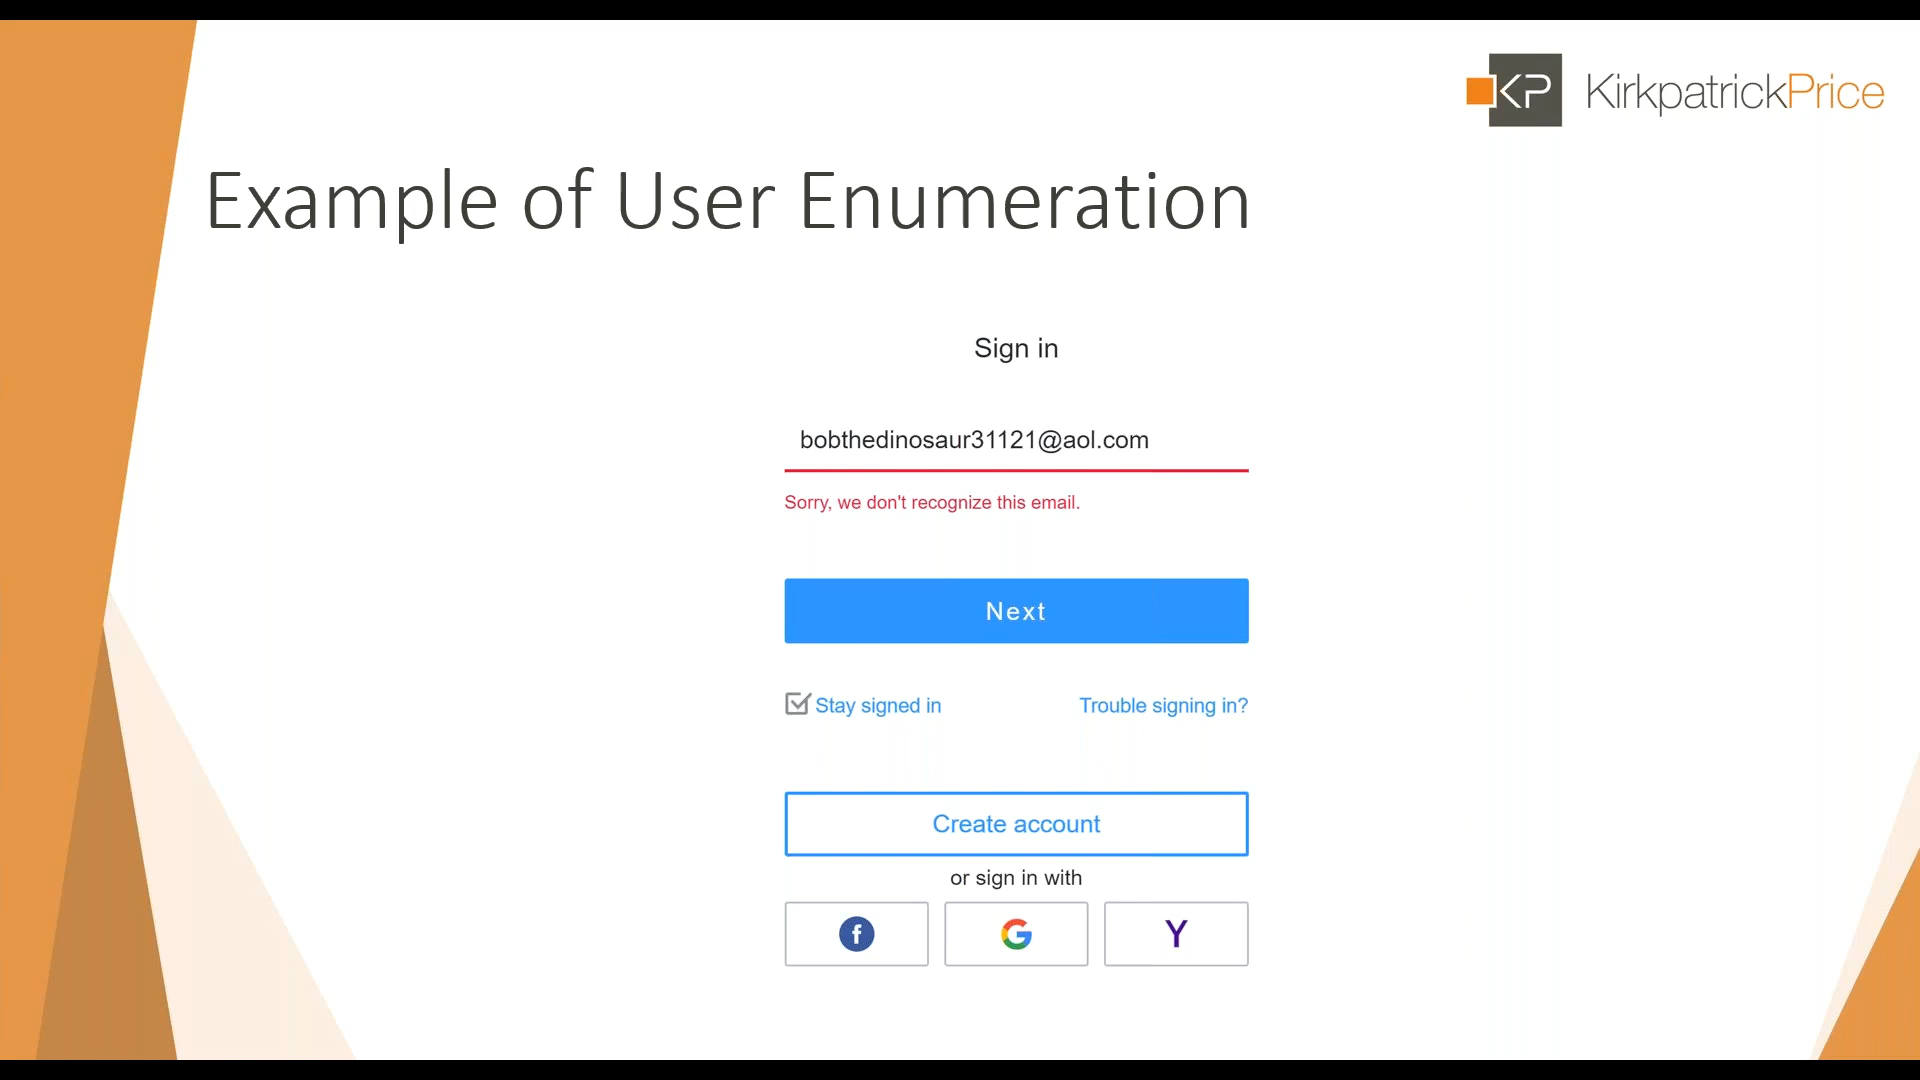 KP KirkpatrickPrice
Example of User Enumeration
Sign in
bobthedinosaur31121@aol.com
Sorry, we don't recognize this email.
Next
Stay signed in
Trouble signing in?
Create account
or sign in with
f G Y